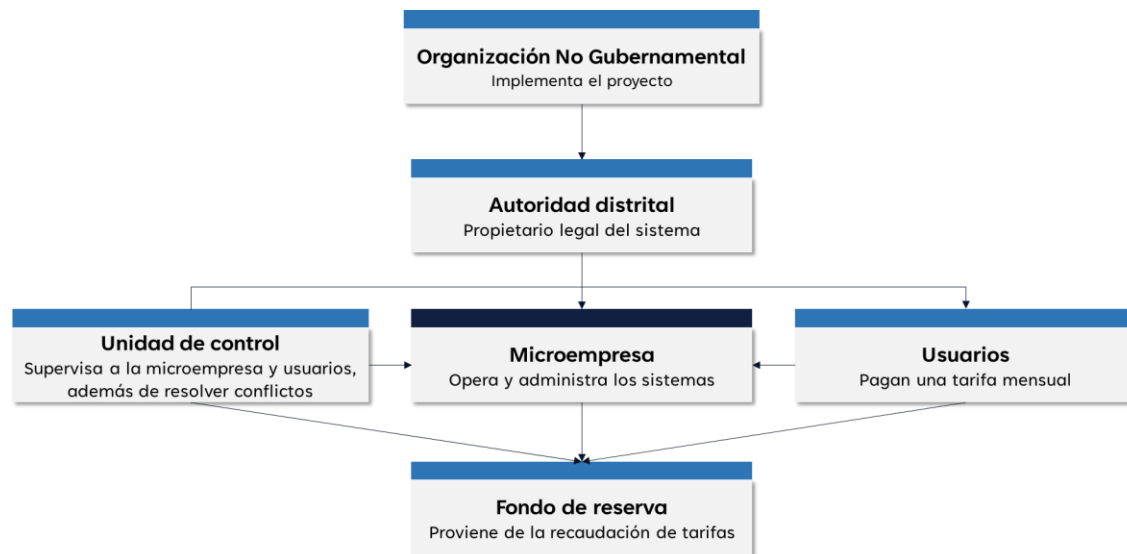 Organización No Gubernamental
Implementa el proyecto
Autoridad distrital
Propietario legal del sistema
Unidad de control
Supervisa a la microempresa y usuarios,
además de resolver conflictos
Microempresa
Opera y administra los sistemas
Usuarios
Pagan una tarifa mensual
Fondo de reserva
Proviene de la recaudación de tarifas